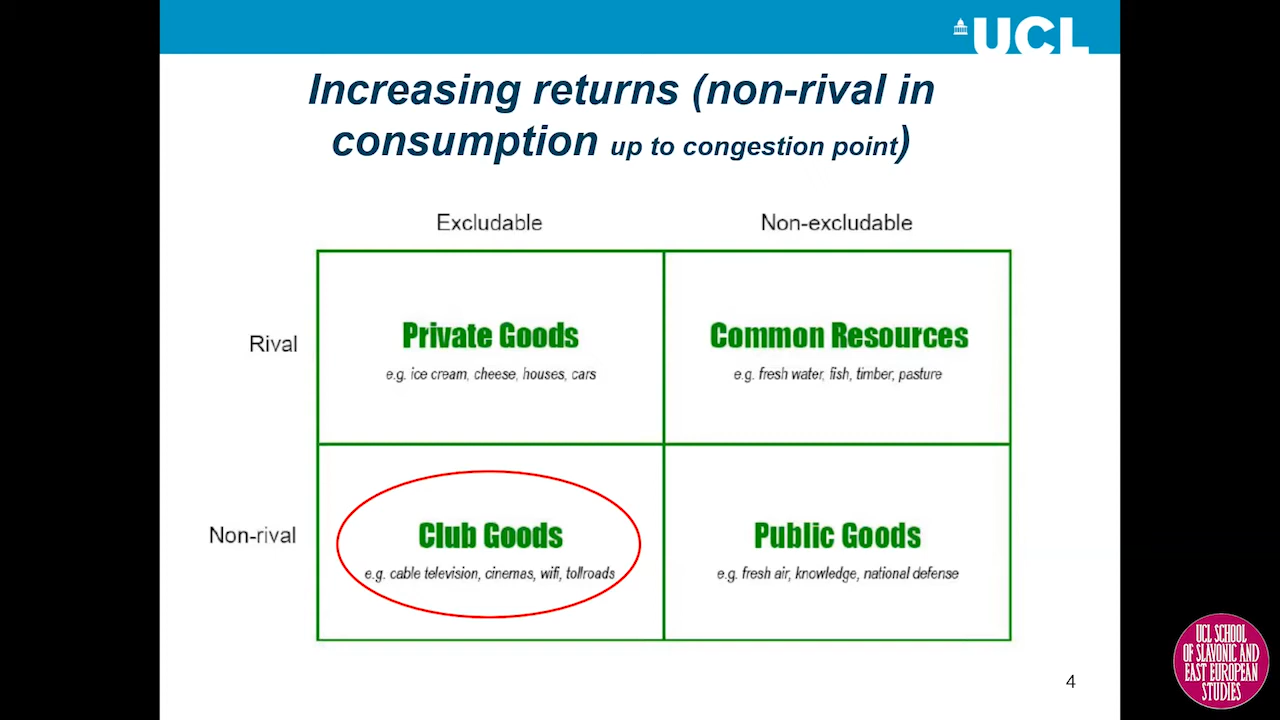 UCL
Increasing returns (non-rival in
consumption up to congestion point)
Excludable
Non-excludable
Rival
Private Goods
e.g. ice cream, cheese, houses, cars
Common Resources
e.g. fresh water, fish, timber, pasture
Non-rival
Club Goods
e.g. cable television, cinemas, wifi, tollroads
Public Goods
e.g. fresh air, knowledge, national defense
4
UCL SCHOOL
OF SLAVONIC AND
EAST EUROPEAN
STUDIES